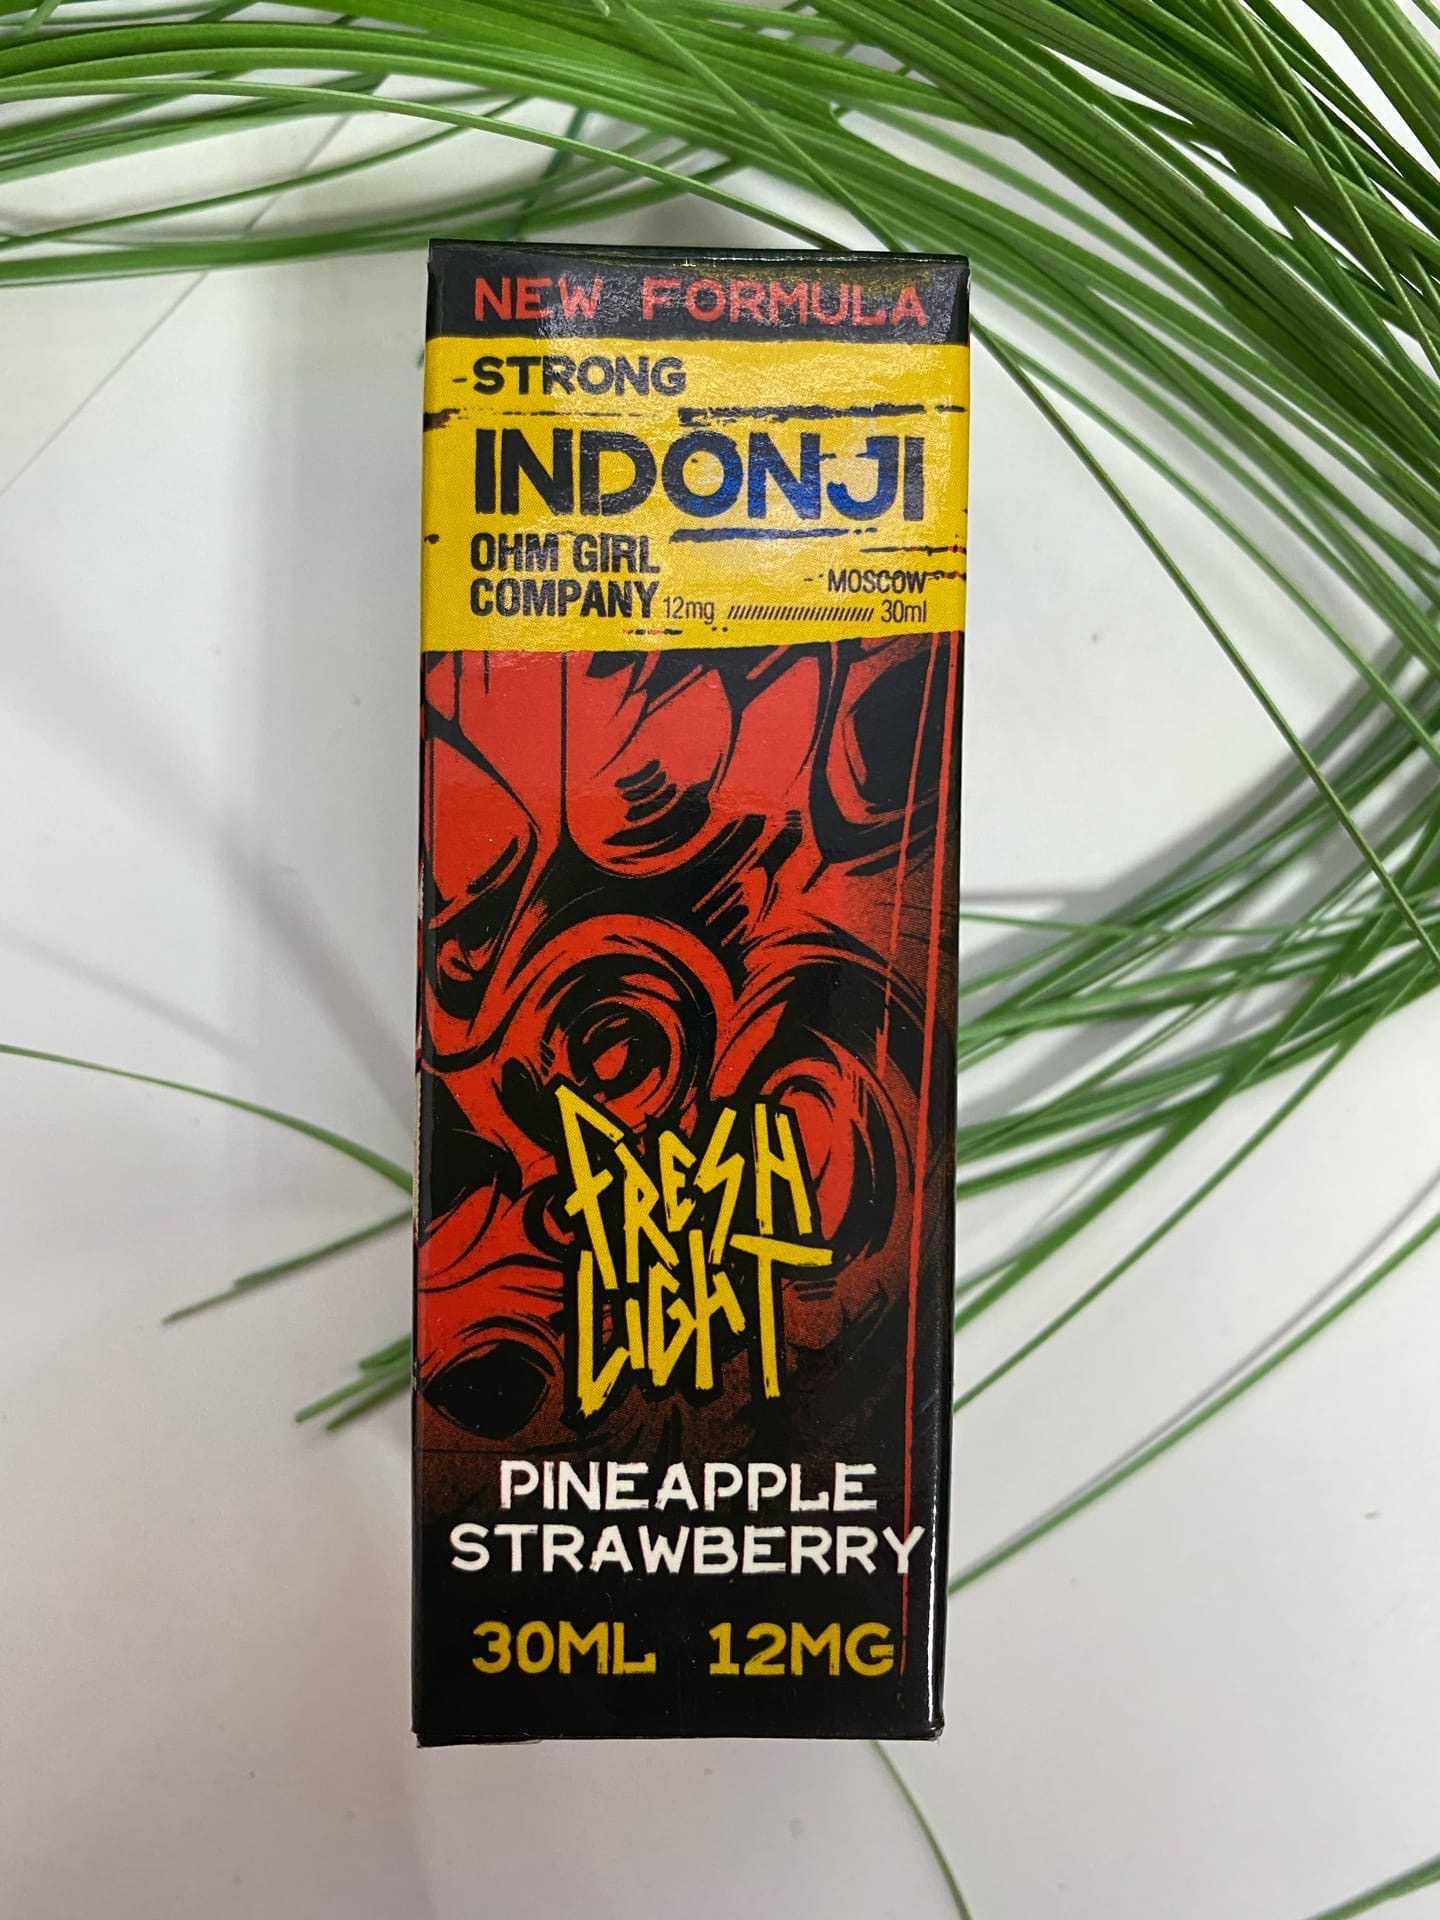 NEW FORMULA
STRONG
INDONJI
OHM GIRL
COMPANY 12mg
MOSCOW
30ml
FRESH
LIGHT
PINEAPPLE
STRAWBERRY
30ML 12MG